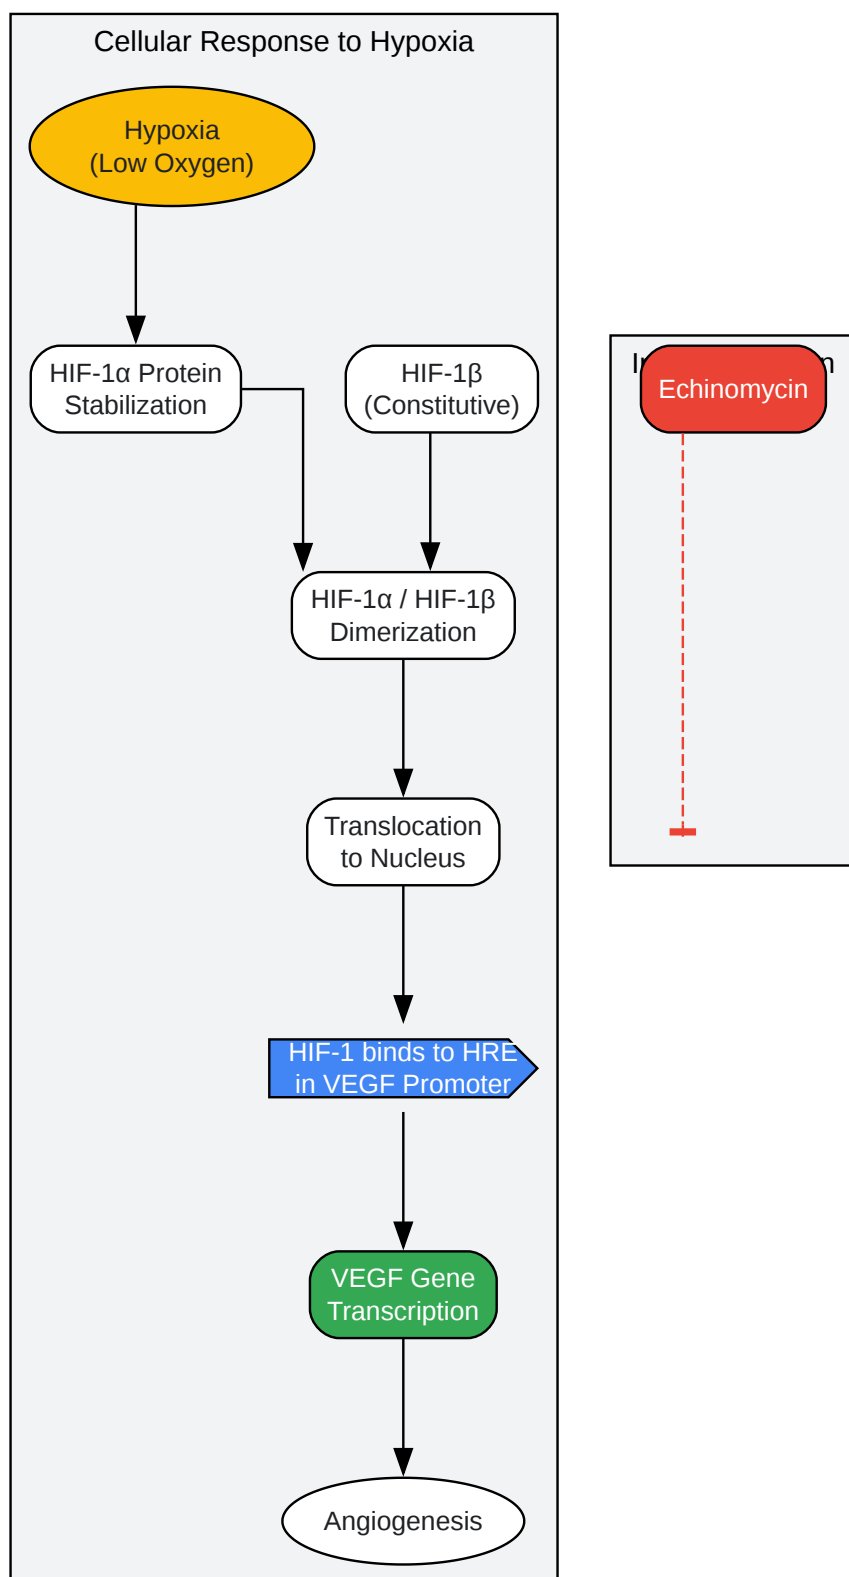 Cellular Response to Hypoxia
Hypoxia
(Low Oxygen)
HIF-1α Protein
Stabilization
HIF-1β
(Constitutive)
Echinomycin
HIF-1α / HIF-1β
Dimerization
Translocation
to Nucleus
HIF-1 binds to HRE
in VEGF Promoter
VEGF Gene
Transcription
Angiogenesis